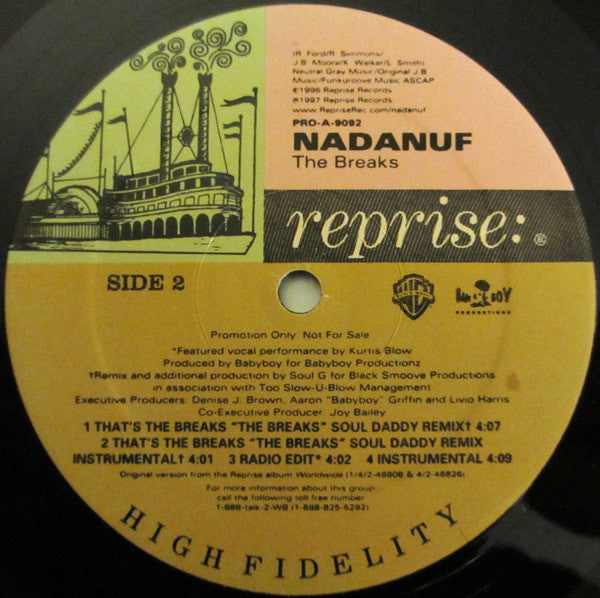 (R. Ford/R. Simmons/
J.B. Moore/K. Walker/L. Smith)
Neutral Gray Music/Original J.B.
Music/Funkgroove Music ASCAP
℗1996 Reprise Records
©1997 Reprise Records
www.RepriseRec.com/nadanuf
PRO-A-9092
NADANUF
The Breaks
reprise: ®
SIDE 2
WB
BABY BOY
PRODUCTIONS
Promotion Only. Not For Sale
*Featured vocal performance by Kurtis Blow
Produced by Babyboy for Babyboy Productionz
†Remix and additional production by Soul G for Black Smoove Productions
in association with Too Slow-U-Blow Management
Executive Producers: Denise J. Brown, Aaron "Babyboy" Griffin and Livio Harris
Co-Executive Producer: Joy Bailey
1 THAT'S THE BREAKS "THE BREAKS" SOUL DADDY REMIX† 4:07
2 THAT'S THE BREAKS "THE BREAKS" SOUL DADDY REMIX
INSTRUMENTAL† 4:01 3 RADIO EDIT* 4:02 4 INSTRUMENTAL 4:09
Original version from the Reprise album Worldwide (1/4/2-46806 & 4/2-46826)
For more information about this group,
call the following toll free number
1-888-talk-2-WB (1-888-825-5292)
HIGH FIDELITY